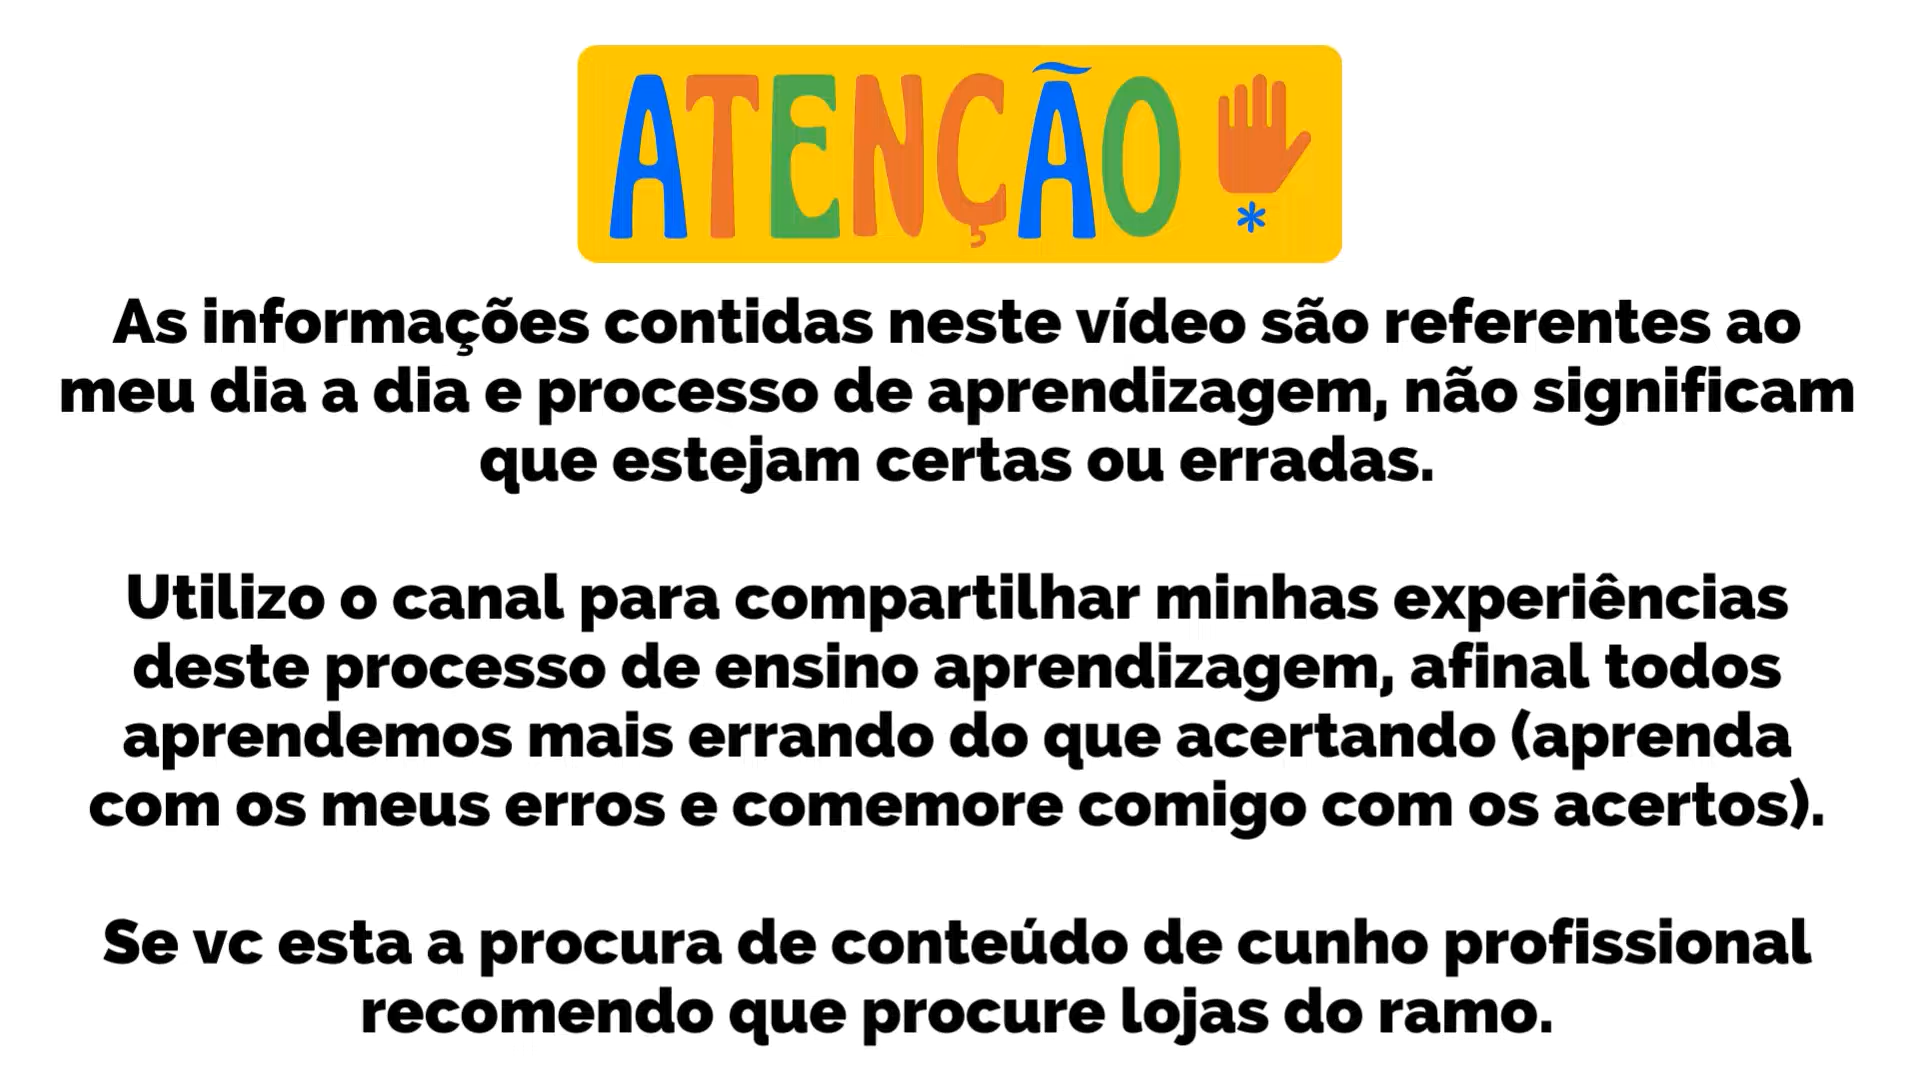 ATENÇÃO
As informações contidas neste vídeo são referentes ao
meu dia a dia e processo de aprendizagem, não significam
que estejam certas ou erradas.
Utilizo o canal para compartilhar minhas experiências
deste processo de ensino aprendizagem, afinal todos
aprendemos mais errando do que acertando (aprenda
com os meus erros e comemore comigo com os acertos).
Se vc esta a procura de conteúdo de cunho profissional
recomendo que procure lojas do ramo.